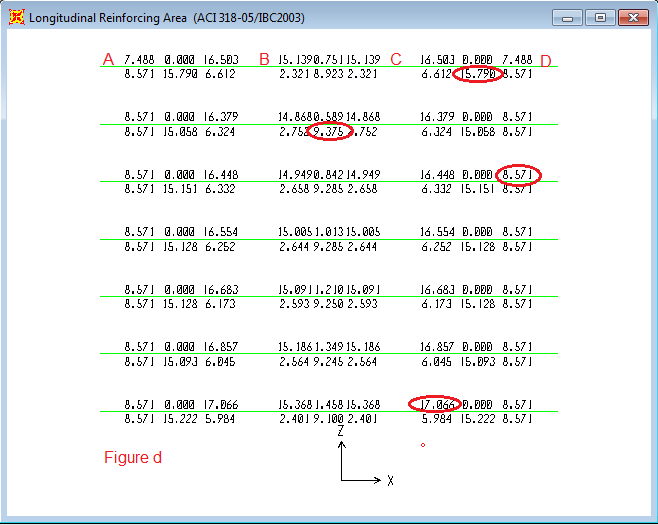 Longitudinal Reinforcing Area (ACI 318-05/IBC2003)
A 7.488 0.000 16.503 B 15.139 0.751 15.139 C 16.503 0.000 7.488 D
8.571 15.790 6.612 2.321 8.923 2.321 6.612 15.790 8.571
8.571 0.000 16.379 14.868 0.589 14.868 16.379 0.000 8.571
8.571 15.058 6.324 2.752 9.375 2.752 6.324 15.058 8.571
8.571 0.000 16.448 14.949 0.842 14.949 16.448 0.000 8.571
8.571 15.151 6.332 2.658 9.285 2.658 6.332 15.151 8.571
8.571 0.000 16.554 15.005 1.013 15.005 16.554 0.000 8.571
8.571 15.128 6.252 2.644 9.285 2.644 6.252 15.128 8.571
8.571 0.000 16.683 15.091 1.210 15.091 16.683 0.000 8.571
8.571 15.128 6.173 2.593 9.250 2.593 6.173 15.128 8.571
8.571 0.000 16.857 15.186 1.349 15.186 16.857 0.000 8.571
8.571 15.093 6.045 2.564 9.245 2.564 6.045 15.093 8.571
8.571 0.000 17.066 15.368 1.458 15.368 17.066 0.000 8.571
8.571 15.222 5.984 2.401 9.100 2.401 5.984 15.222 8.571
Z
Figure d
X